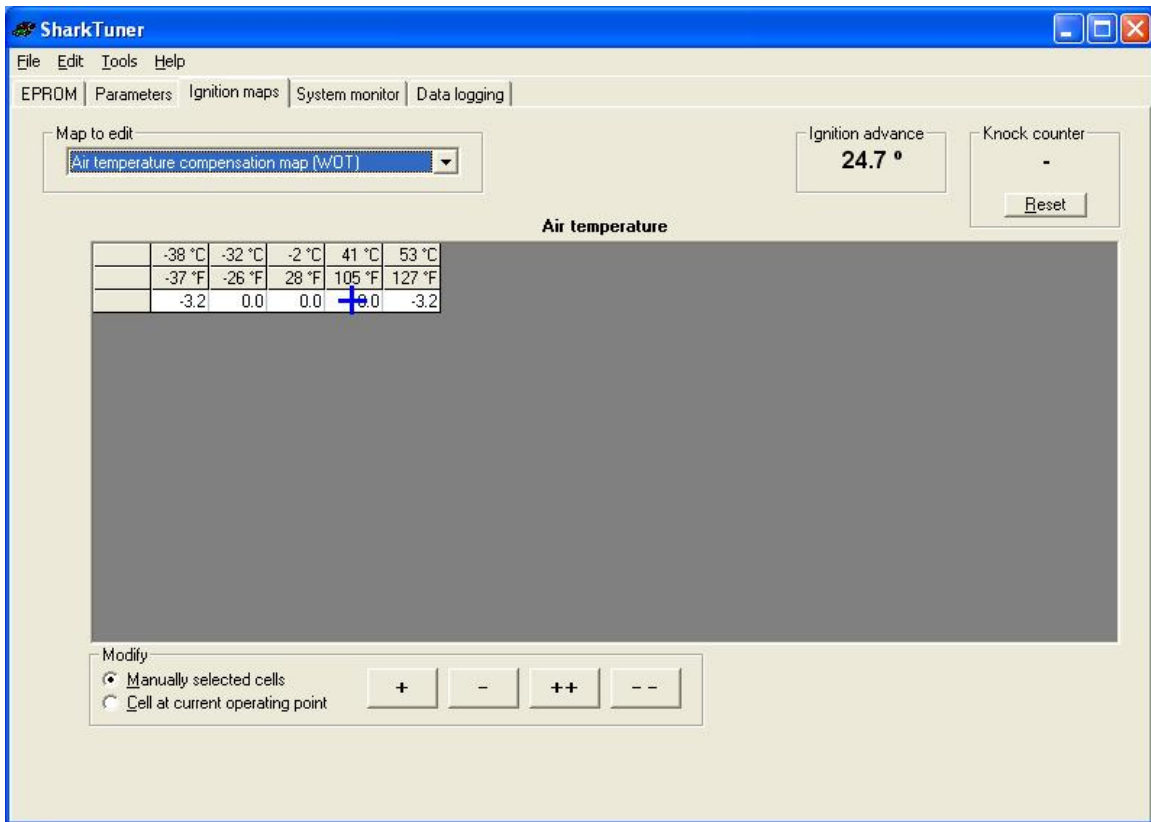 SharkTuner
File Edit Tools Help
EPROM Parameters Ignition maps System monitor Data logging
Map to edit
Air temperature compensation map (WOT)
Ignition advance
24.7 º
Knock counter
-
Reset
Air temperature
-38 °C -32 °C -2 °C 41 °C 53 °C
-37 °F -26 °F 28 °F 105 °F 127 °F
-3.2 0.0 0.0 0.0 -3.2
Modify
Manually selected cells
Cell at current operating point
+ - ++ --